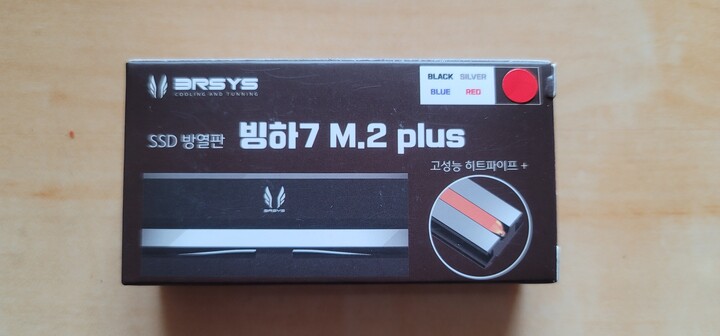 3RSYS
COOLING AND TUNNING
BLACK SILVER
BLUE RED
SSD 방열판 빙하7 M.2 plus
고성능 히트파이프 +
3RSYS